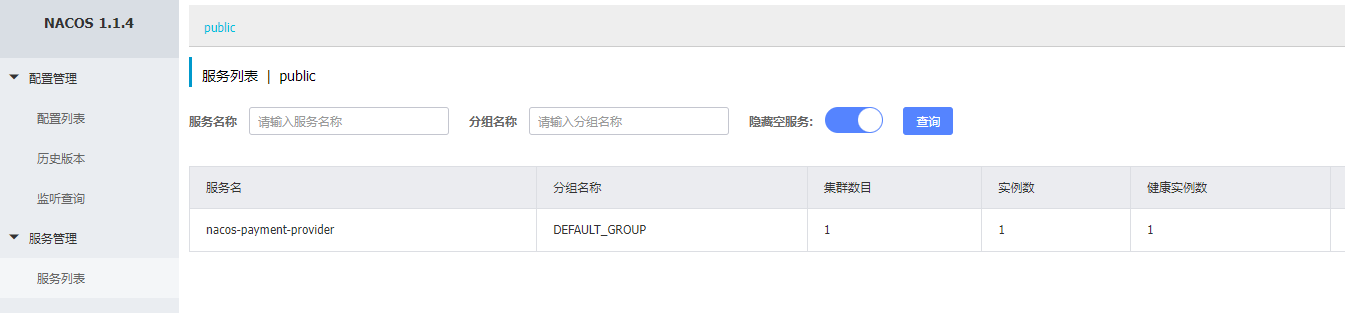 NACOS 1.1.4
配置管理
配置列表
历史版本
监听查询
服务管理
服务列表
public
服务列表 | public
服务名称 请输入服务名称 分组名称 请输入分组名称 隐藏空服务: 查询
服务名 分组名称 集群数目 实例数 健康实例数
nacos-payment-provider DEFAULT_GROUP 1 1 1